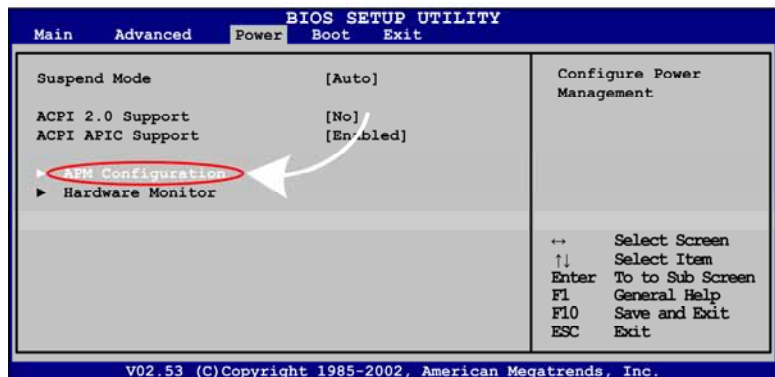 BIOS SETUP UTILITY
Main Advanced Power Boot Exit
Suspend Mode [Auto]
ACPI 2.0 Support [No]
ACPI APIC Support [Enabled]
► APM Configuration
► Hardware Monitor
Configure Power
Management
↔ Select Screen
↑↓ Select Item
Enter To to Sub Screen
F1 General Help
F10 Save and Exit
ESC Exit
V02.53 (C)Copyright 1985-2002, American Megatrends, Inc.